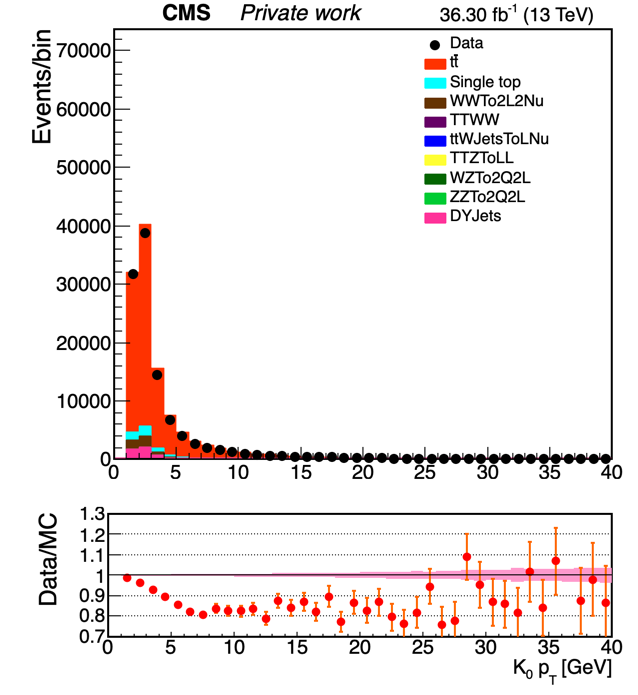 CMS Private work 36.30 fb-1 (13 TeV)
Events/bin
70000
60000
50000
40000
30000
20000
10000
0
Data
tt̄
Single top
WWTo2L2Nu
TTWW
ttWJetsToLNu
TTZToLL
WZTo2Q2L
ZZTo2Q2L
DYJets
0 5 10 15 20 25 30 35 40
Data/MC
1.3
1.2
1.1
1
0.9
0.8
0.7
0 5 10 15 20 25 30 35 40
K0 pT [GeV]